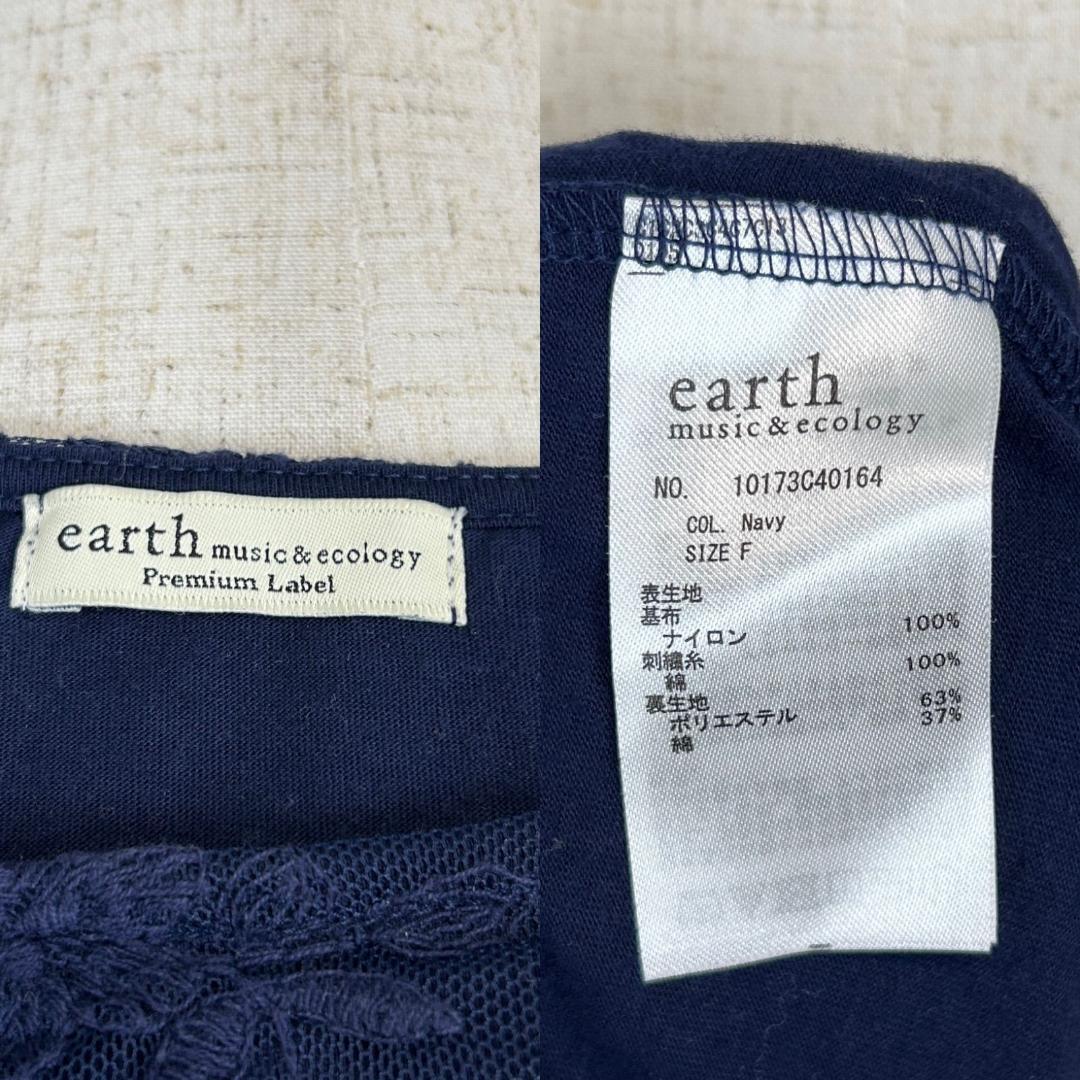 earth music & ecology
Premium Label
earth
music & ecology
NO. 10173C40164
COL. Navy
SIZE F
表生地
基布
ナイロン 100%
刺繍糸
綿 100%
裏生地
ポリエステル 63%
綿 37%